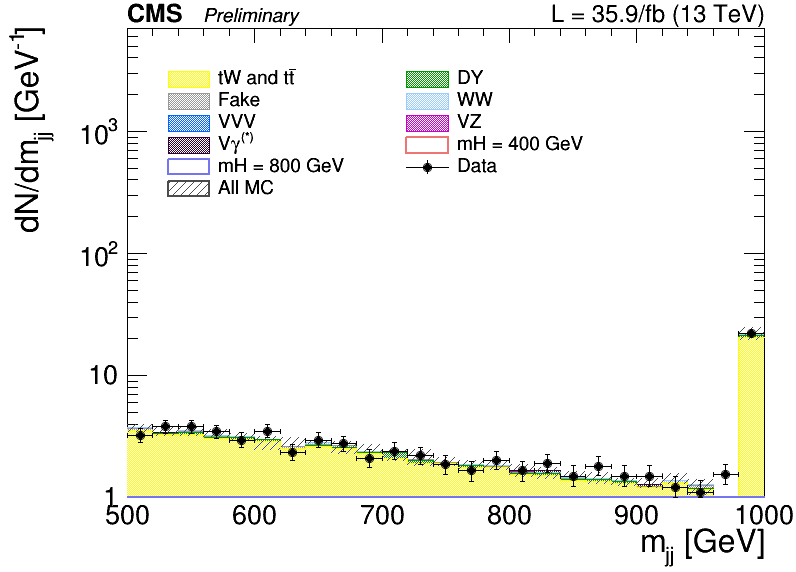 CMS Preliminary L = 35.9/fb (13 TeV)
dN/dm_jj [GeV⁻¹]
tW and tt̄ DY
Fake WW
VVV VZ
Vγ⁽*⁾ mH = 400 GeV
mH = 800 GeV Data
All MC
10³
10²
10
1
500 600 700 800 900 1000
m_jj [GeV]